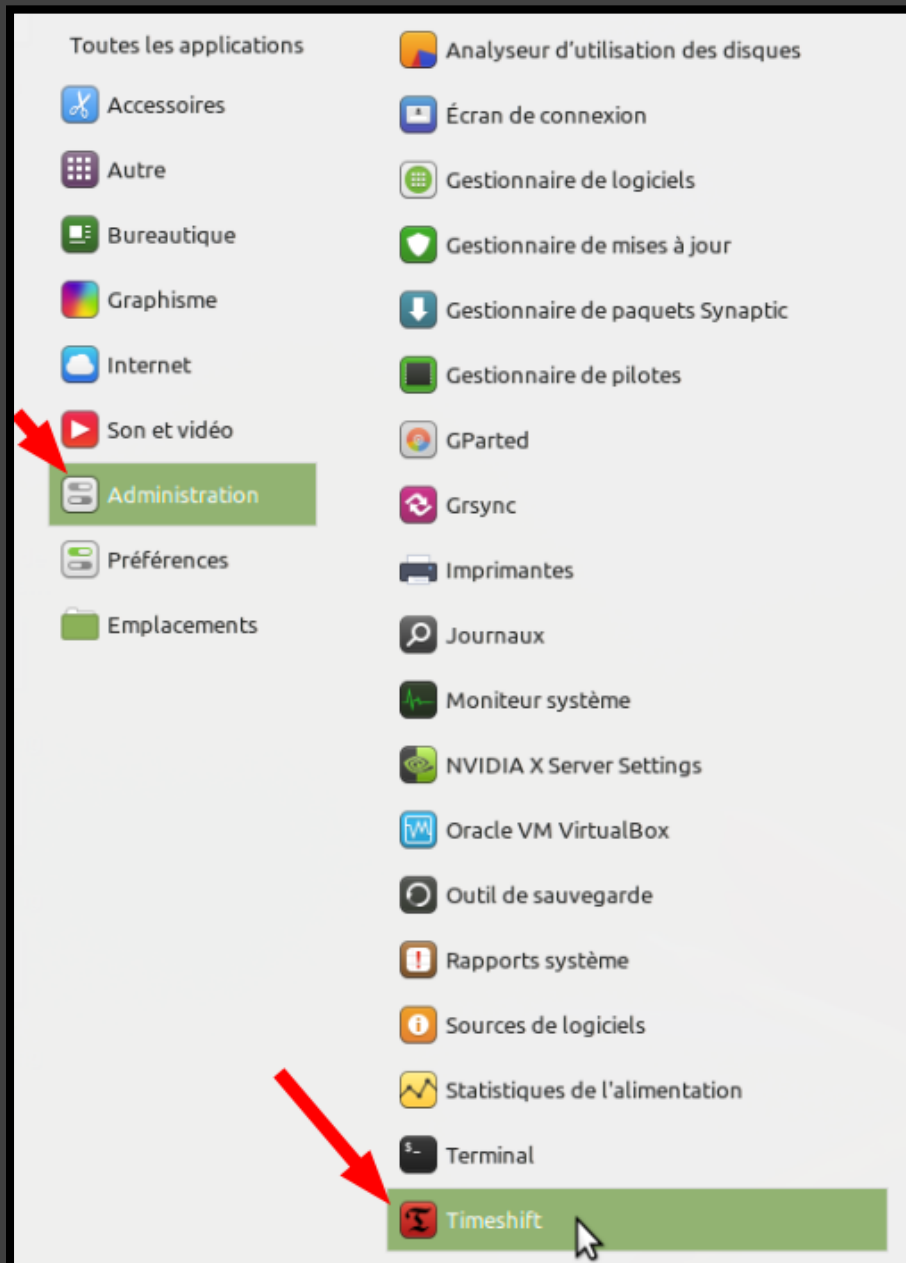 Toutes les applications
Accessoires
Autre
Bureautique
Graphisme
Internet
Son et vidéo
Administration
Préférences
Emplacements
Analyseur d'utilisation des disques
Écran de connexion
Gestionnaire de logiciels
Gestionnaire de mises à jour
Gestionnaire de paquets Synaptic
Gestionnaire de pilotes
GParted
Grsync
Imprimantes
Journaux
Moniteur système
NVIDIA X Server Settings
Oracle VM VirtualBox
Outil de sauvegarde
Rapports système
Sources de logiciels
Statistiques de l'alimentation
Terminal
Timeshift